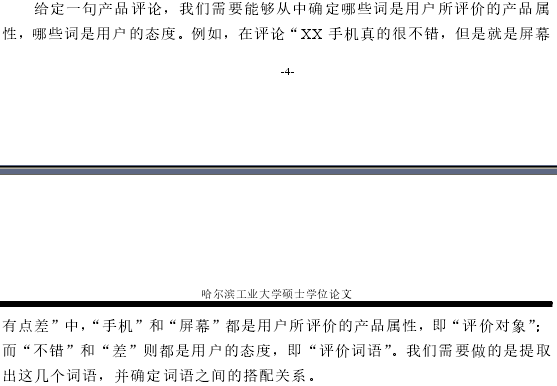 给定一句产品评论，我们需要能够从中确定哪些词是用户所评价的产品属
性，哪些词是用户的态度。例如，在评论“XX 手机真的很不错，但是就是屏幕
-4-
哈尔滨工业大学硕士学位论文
有点差”中，“手机”和“屏幕”都是用户所评价的产品属性，即“评价对象”；
而“不错”和“差”则都是用户的态度，即“评价词语”。我们需要做的是提取
出这几个词语，并确定词语之间的搭配关系。